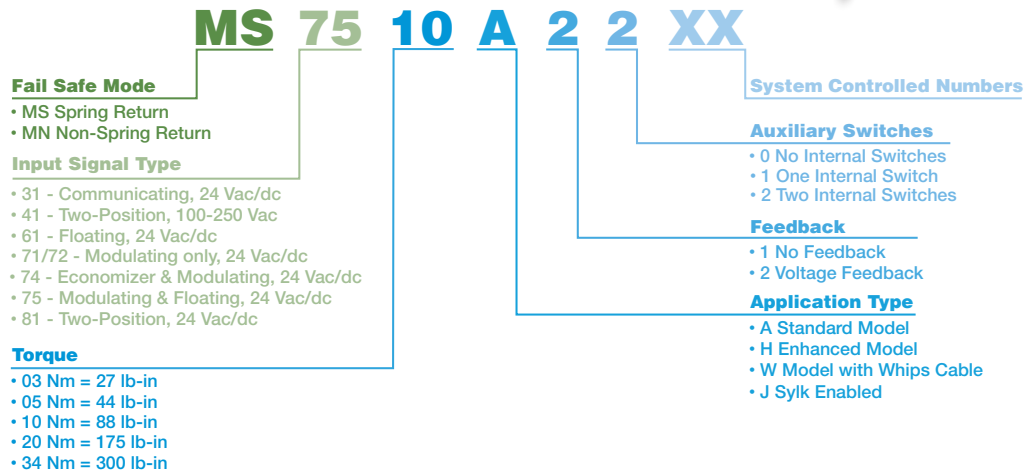 MS 75 10 A 2 2 XX
Fail Safe Mode
• MS Spring Return
• MN Non-Spring Return
Input Signal Type
• 31 - Communicating, 24 Vac/dc
• 41 - Two-Position, 100-250 Vac
• 61 - Floating, 24 Vac/dc
• 71/72 - Modulating only, 24 Vac/dc
• 74 - Economizer & Modulating, 24 Vac/dc
• 75 - Modulating & Floating, 24 Vac/dc
• 81 - Two-Position, 24 Vac/dc
Torque
• 03 Nm = 27 lb-in
• 05 Nm = 44 lb-in
• 10 Nm = 88 lb-in
• 20 Nm = 175 lb-in
• 34 Nm = 300 lb-in
System Controlled Numbers
Auxiliary Switches
• 0 No Internal Switches
• 1 One Internal Switch
• 2 Two Internal Switches
Feedback
• 1 No Feedback
• 2 Voltage Feedback
Application Type
• A Standard Model
• H Enhanced Model
• W Model with Whips Cable
• J Sylk Enabled